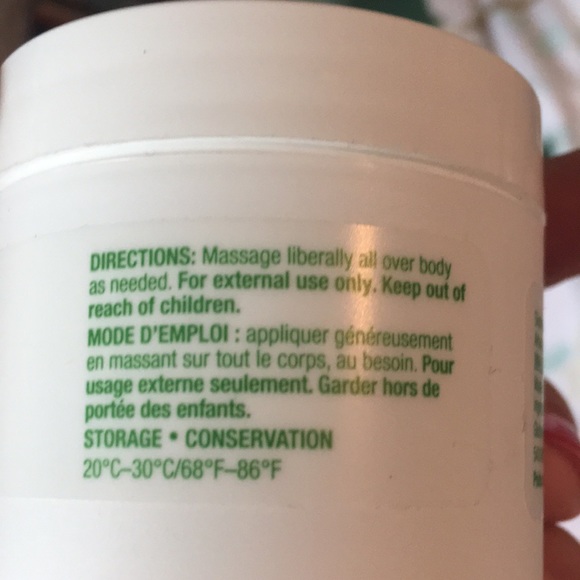 DIRECTIONS: Massage liberally all over body
as needed. For external use only. Keep out of
reach of children.
MODE D'EMPLOI : appliquer généreusement
en massant sur tout le corps, au besoin. Pour
usage externe seulement. Garder hors de
portée des enfants.
STORAGE • CONSERVATION
20°C–30°C/68°F–86°F